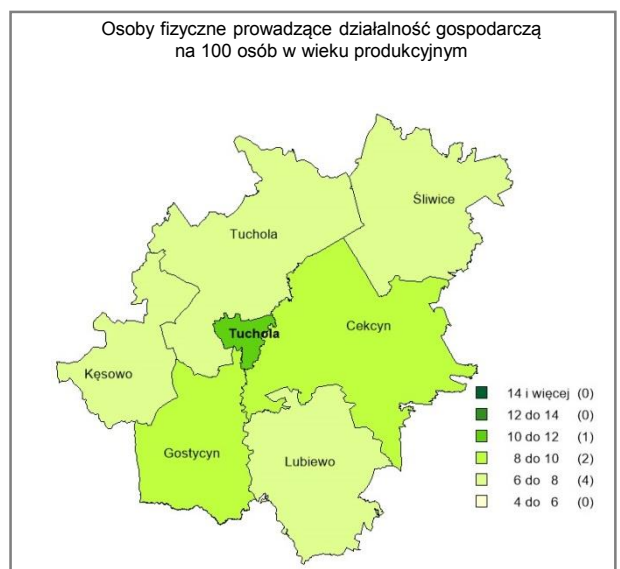 Osoby fizyczne prowadzące działalność gospodarczą
na 100 osób w wieku produkcyjnym
Śliwice
Tuchola
Tuchola
Cekcyn
Kęsowo
Gostycyn
Lubiewo
14 i więcej (0)
12 do 14 (0)
10 do 12 (1)
8 do 10 (2)
6 do 8 (4)
4 do 6 (0)